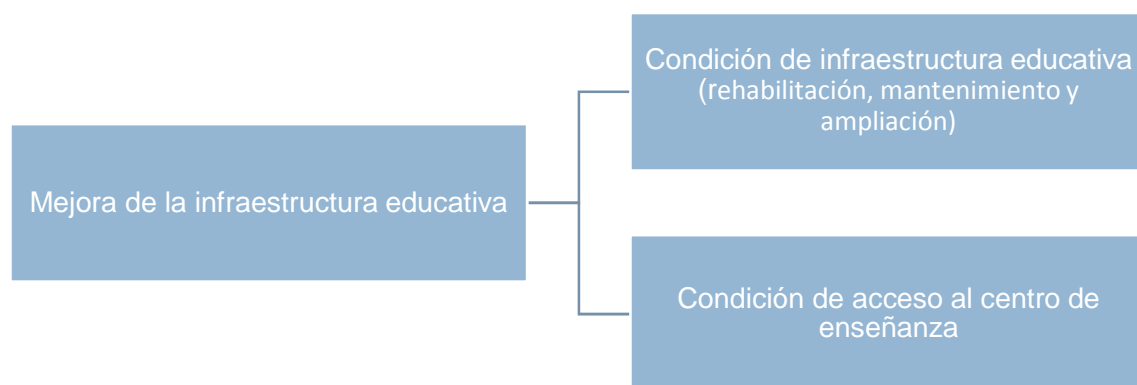 Mejora de la infraestructura educativa
Condición de infraestructura educativa
(rehabilitación, mantenimiento y
ampliación)
Condición de acceso al centro de
enseñanza